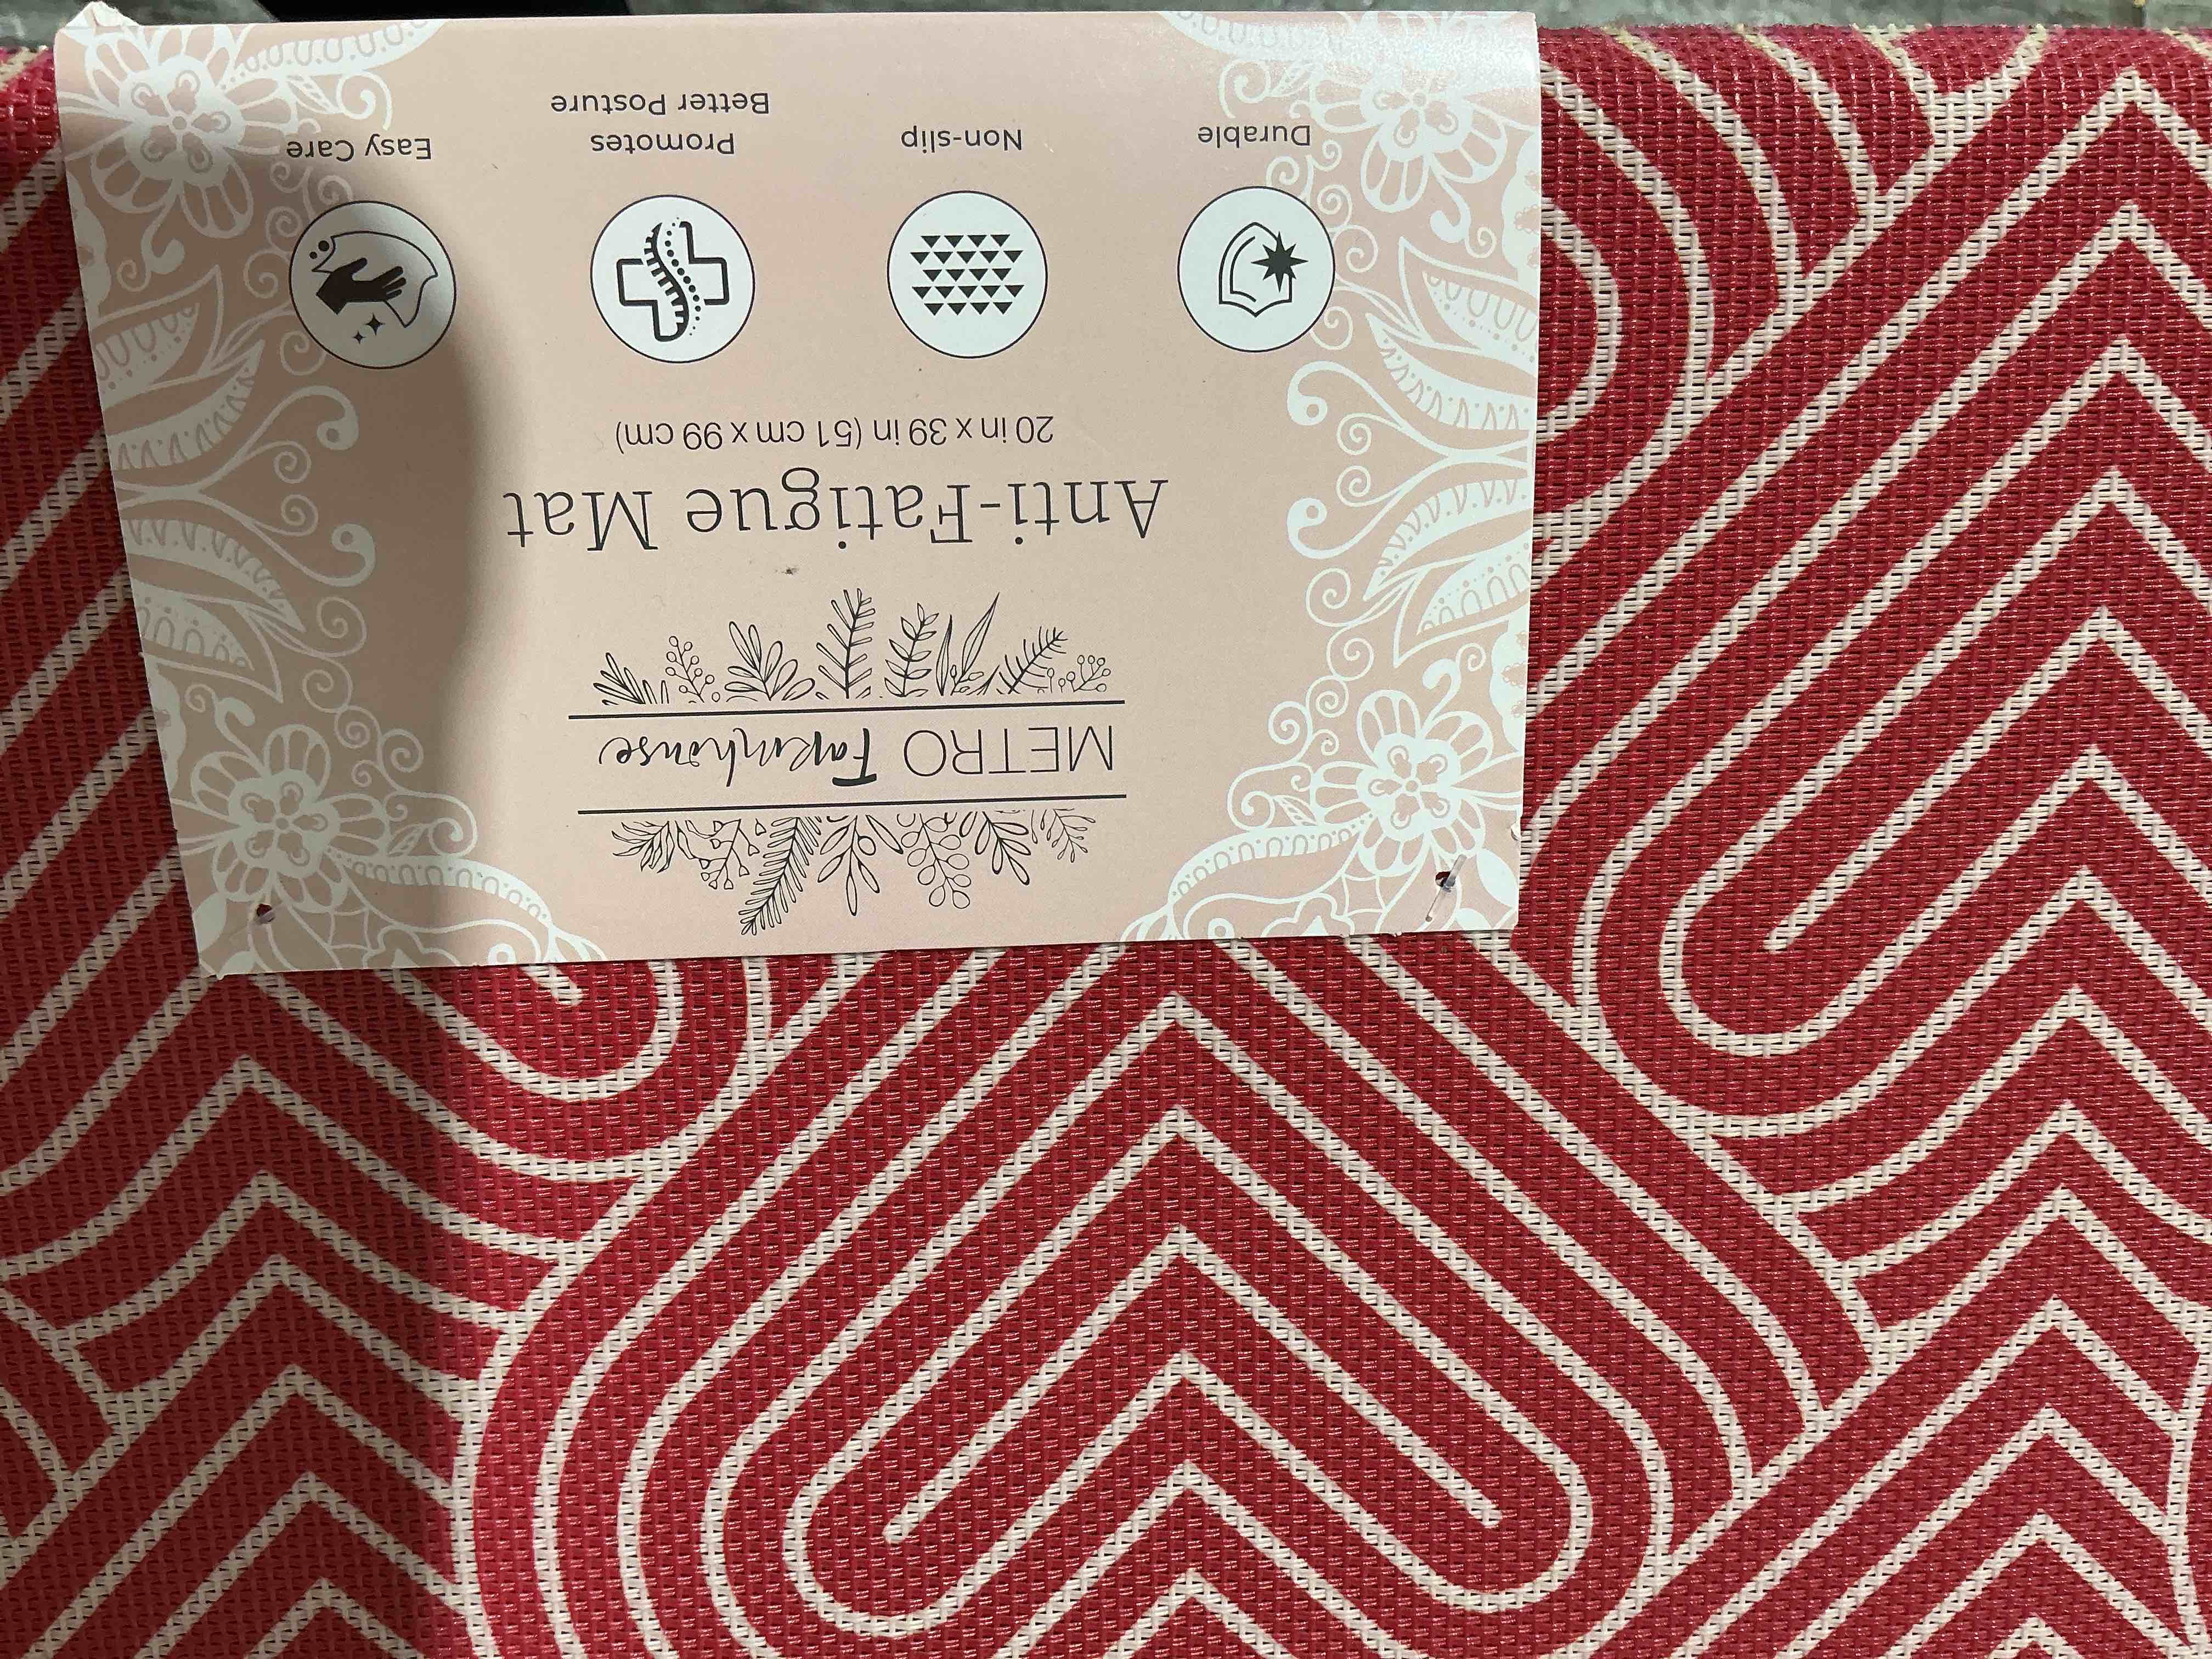 METRO Farmhouse
Anti-Fatigue Mat
20 in x 39 in (51 cm x 99 cm)
Durable
Non-slip
Promotes
Better Posture
Easy Care